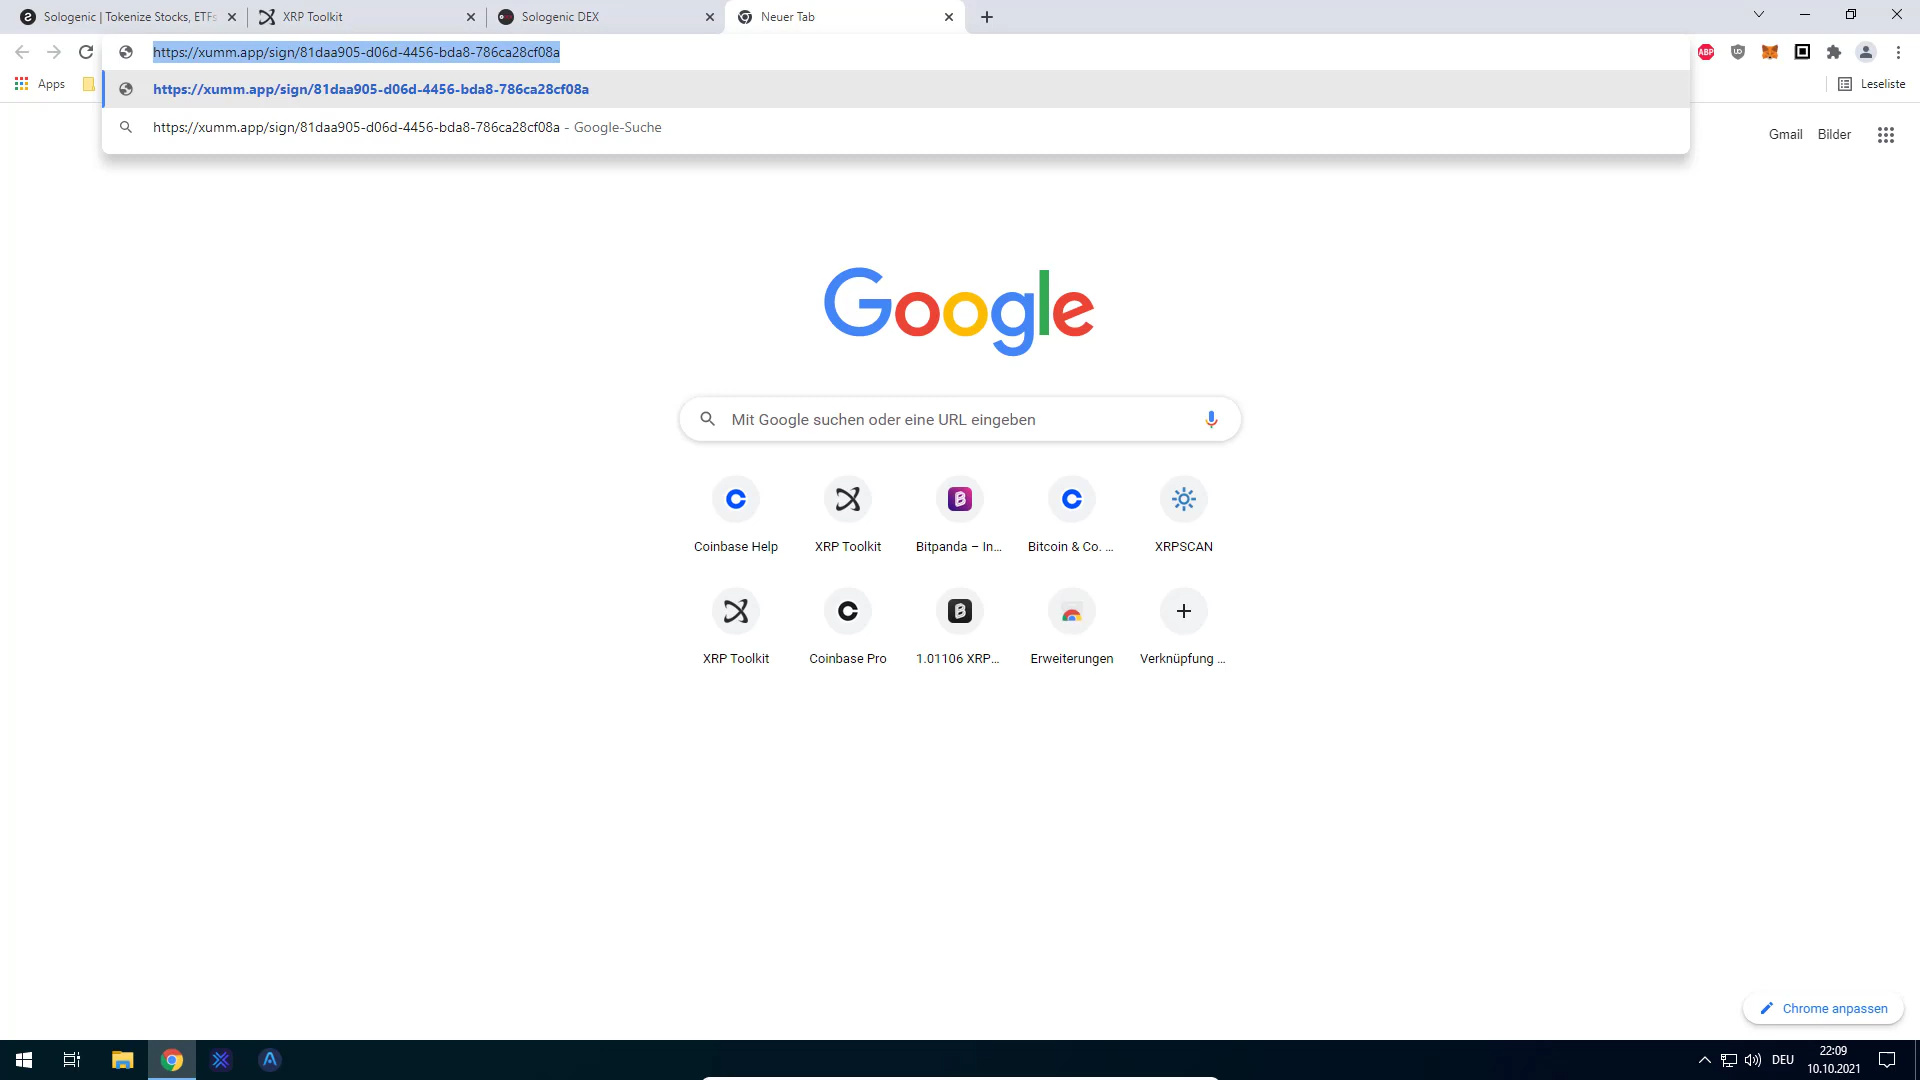 Sologenic | Tokenize Stocks, ETFs
XRP Toolkit
Sologenic DEX
Neuer Tab
https://xumm.app/sign/81daa905-d06d-4456-bda8-786ca28cf08a
ABP
Apps
https://xumm.app/sign/81daa905-d06d-4456-bda8-786ca28cf08a
Leseliste
https://xumm.app/sign/81daa905-d06d-4456-bda8-786ca28cf08a - Google-Suche
Gmail Bilder
Google
Mit Google suchen oder eine URL eingeben
Coinbase Help
XRP Toolkit
Bitpanda – In...
Bitcoin & Co. ...
XRPSCAN
XRP Toolkit
Coinbase Pro
1.01106 XRP...
Erweiterungen
Verknüpfung ...
Chrome anpassen
DEU
22:09
10.10.2021